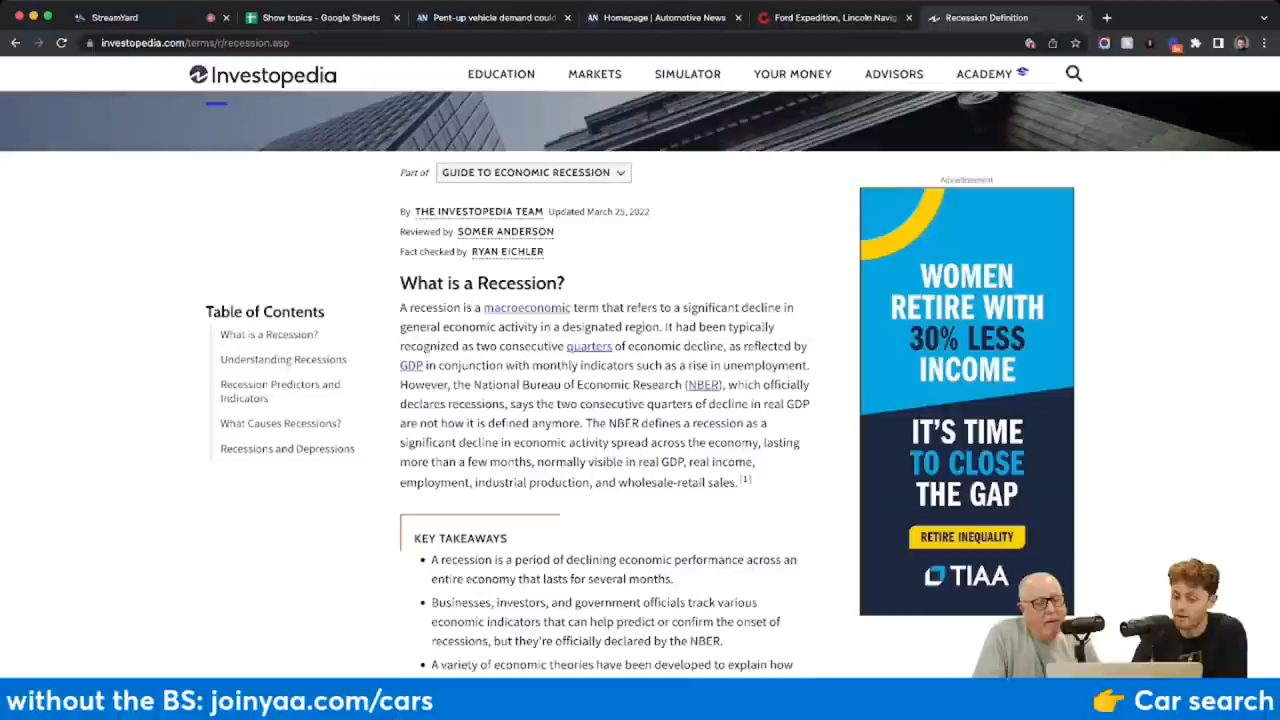 StreamYard
Show topics - Google Sheets
Pent-up vehicle demand could
Homepage | Automotive News
Ford Expedition, Lincoln Navig
Recession Definition
investopedia.com/terms/r/recession.asp
Investopedia
EDUCATION
MARKETS
SIMULATOR
YOUR MONEY
ADVISORS
ACADEMY
Part of GUIDE TO ECONOMIC RECESSION
By THE INVESTOPEDIA TEAM Updated March 25, 2022
Reviewed by SOMER ANDERSON
Fact checked by RYAN EICHLER
Table of Contents
What is a Recession?
Understanding Recessions
Recession Predictors and
Indicators
What Causes Recessions?
Recessions and Depressions
What is a Recession?
A recession is a macroeconomic term that refers to a significant decline in
general economic activity in a designated region. It had been typically
recognized as two consecutive quarters of economic decline, as reflected by
GDP in conjunction with monthly indicators such as a rise in unemployment.
However, the National Bureau of Economic Research (NBER), which officially
declares recessions, says the two consecutive quarters of decline in real GDP
are not how it is defined anymore. The NBER defines a recession as a
significant decline in economic activity spread across the economy, lasting
more than a few months, normally visible in real GDP, real income,
employment, industrial production, and wholesale-retail sales. [1]
KEY TAKEAWAYS
• A recession is a period of declining economic performance across an
entire economy that lasts for several months.
• Businesses, investors, and government officials track various
economic indicators that can help predict or confirm the onset of
recessions, but they're officially declared by the NBER.
• A variety of economic theories have been developed to explain how
Advertisement
WOMEN
RETIRE WITH
30% LESS
INCOME
IT'S TIME
TO CLOSE
THE GAP
RETIRE INEQUALITY
TIAA
without the BS: joinyaa.com/cars
👉 Car search